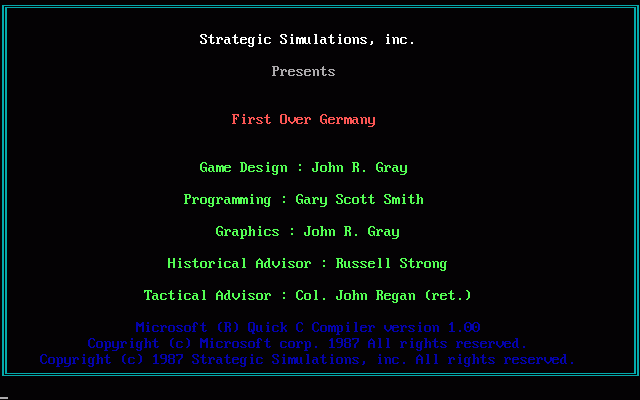 Strategic Simulations, inc.
Presents
First Over Germany
Game Design : John R. Gray
Programming : Gary Scott Smith
Graphics : John R. Gray
Historical Advisor : Russell Strong
Tactical Advisor : Col. John Regan (ret.)
Microsoft (R) Quick C Compiler version 1.00
Copyright (c) Microsoft corp. 1987 All rights reserved.
Copyright (c) 1987 Strategic Simulations, inc. All rights reserved.